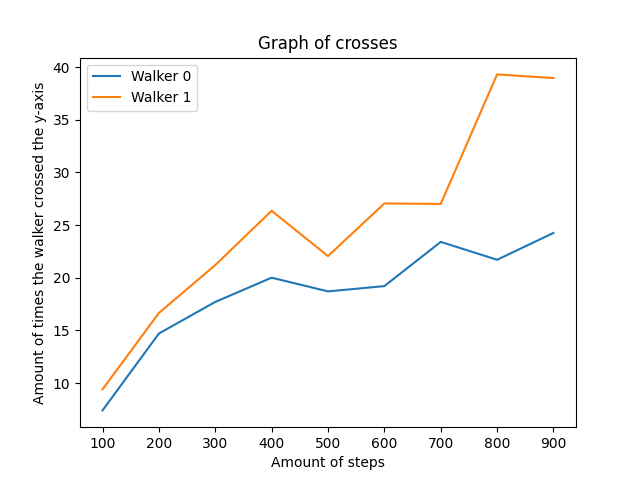 Graph of crosses
Walker 0
Walker 1
Amount of times the walker crossed the y-axis
40
35
30
25
20
15
10
100 200 300 400 500 600 700 800 900
Amount of steps